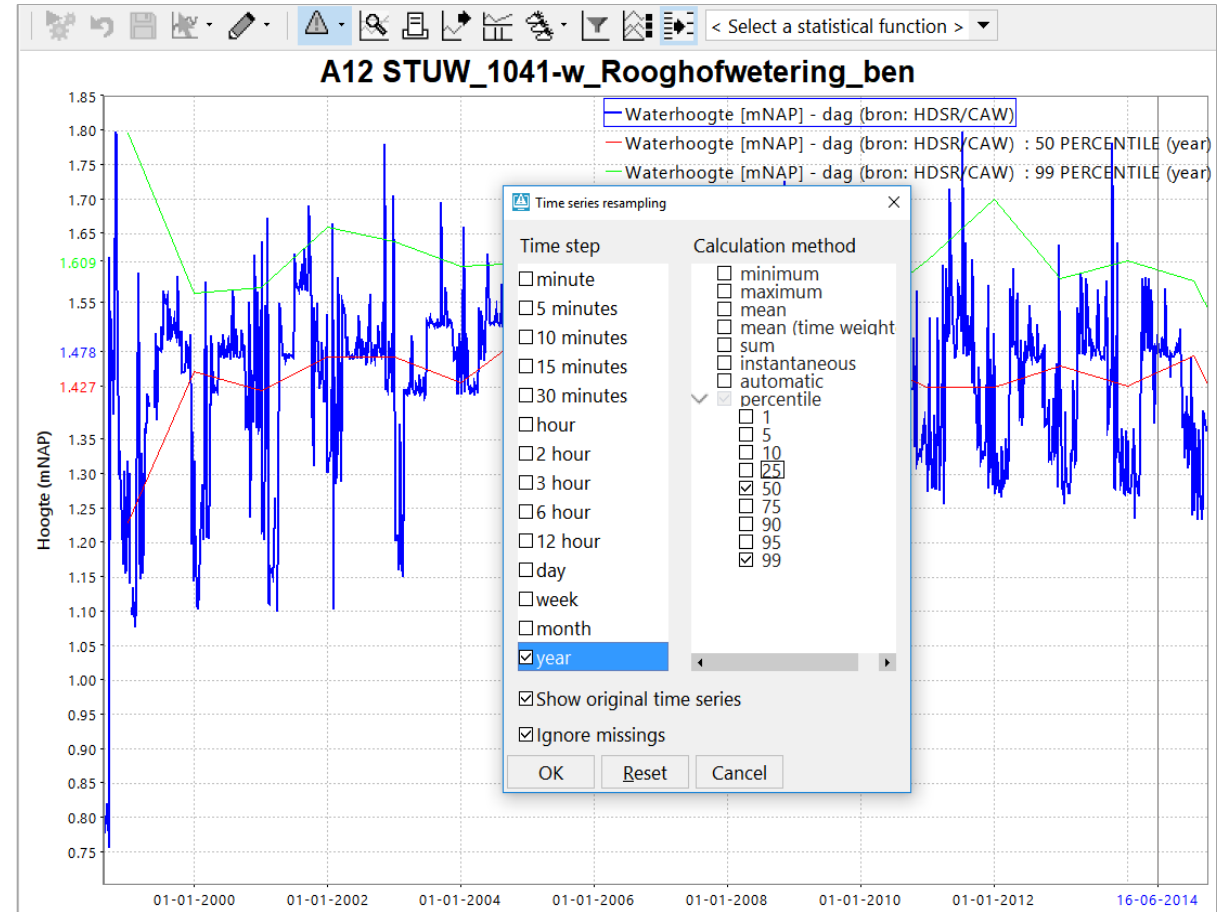 < Select a statistical function >
A12 STUW_1041-w_Rooghofwetering_ben
Waterhoogte [mNAP] - dag (bron: HDSR/CAW)
Waterhoogte [mNAP] - dag (bron: HDSR/CAW) : 50 PERCENTILE (year)
Waterhoogte [mNAP] - dag (bron: HDSR/CAW) : 99 PERCENTILE (year)
Hoogte (mNAP)
1.85
1.80
1.75
1.70
1.65
1.609
1.55
1.50
1.478
1.427
1.35
1.30
1.25
1.20
1.15
1.10
1.05
1.00
0.95
0.90
0.85
0.80
0.75
Time series resampling
Time step
minute
5 minutes
10 minutes
15 minutes
30 minutes
hour
2 hour
3 hour
6 hour
12 hour
day
week
month
year
Calculation method
minimum
maximum
mean
mean (time weight
sum
instantaneous
automatic
percentile
1
5
10
25
50
75
90
95
99
Show original time series
Ignore missings
OK Reset Cancel
01-01-2000 01-01-2002 01-01-2004 01-01-2006 01-01-2008 01-01-2010 01-01-2012 16-06-2014